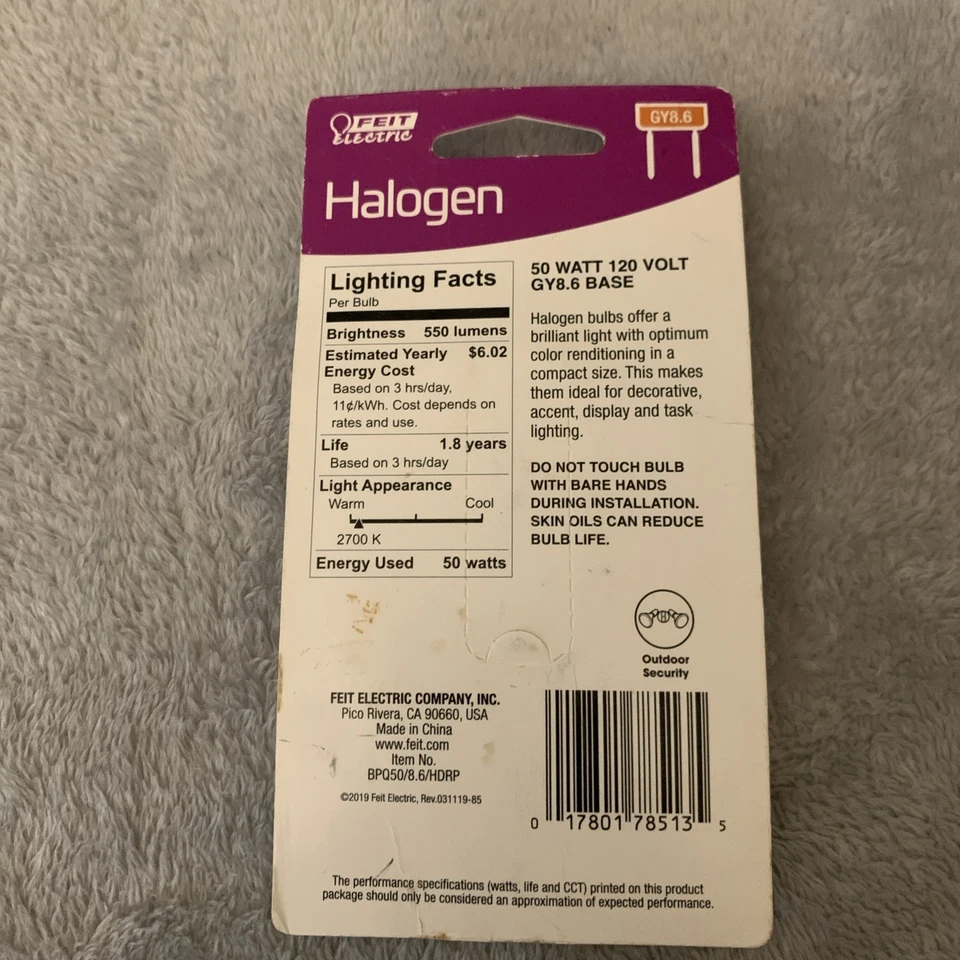 FEIT
ELECTRIC
GY8.6
Halogen
Lighting Facts
Per Bulb
Brightness 550 lumens
Estimated Yearly $6.02
Energy Cost
Based on 3 hrs/day,
11¢/kWh. Cost depends on
rates and use.
Life 1.8 years
Based on 3 hrs/day
Light Appearance
Warm Cool
2700 K
Energy Used 50 watts
50 WATT 120 VOLT
GY8.6 BASE
Halogen bulbs offer a
brilliant light with optimum
color renditioning in a
compact size. This makes
them ideal for decorative,
accent, display and task
lighting.
DO NOT TOUCH BULB
WITH BARE HANDS
DURING INSTALLATION.
SKIN OILS CAN REDUCE
BULB LIFE.
H
Outdoor
Security
FEIT ELECTRIC COMPANY, INC.
Pico Rivera, CA 90660, USA
Made in China
www.feit.com
Item No.
BPQ50/8.6/HDRP
©2019 Feit Electric, Rev.031119-85
0 17801 78513 5
The performance specifications (watts, life and CCT) printed on this product
package should only be considered an approximation of expected performance.